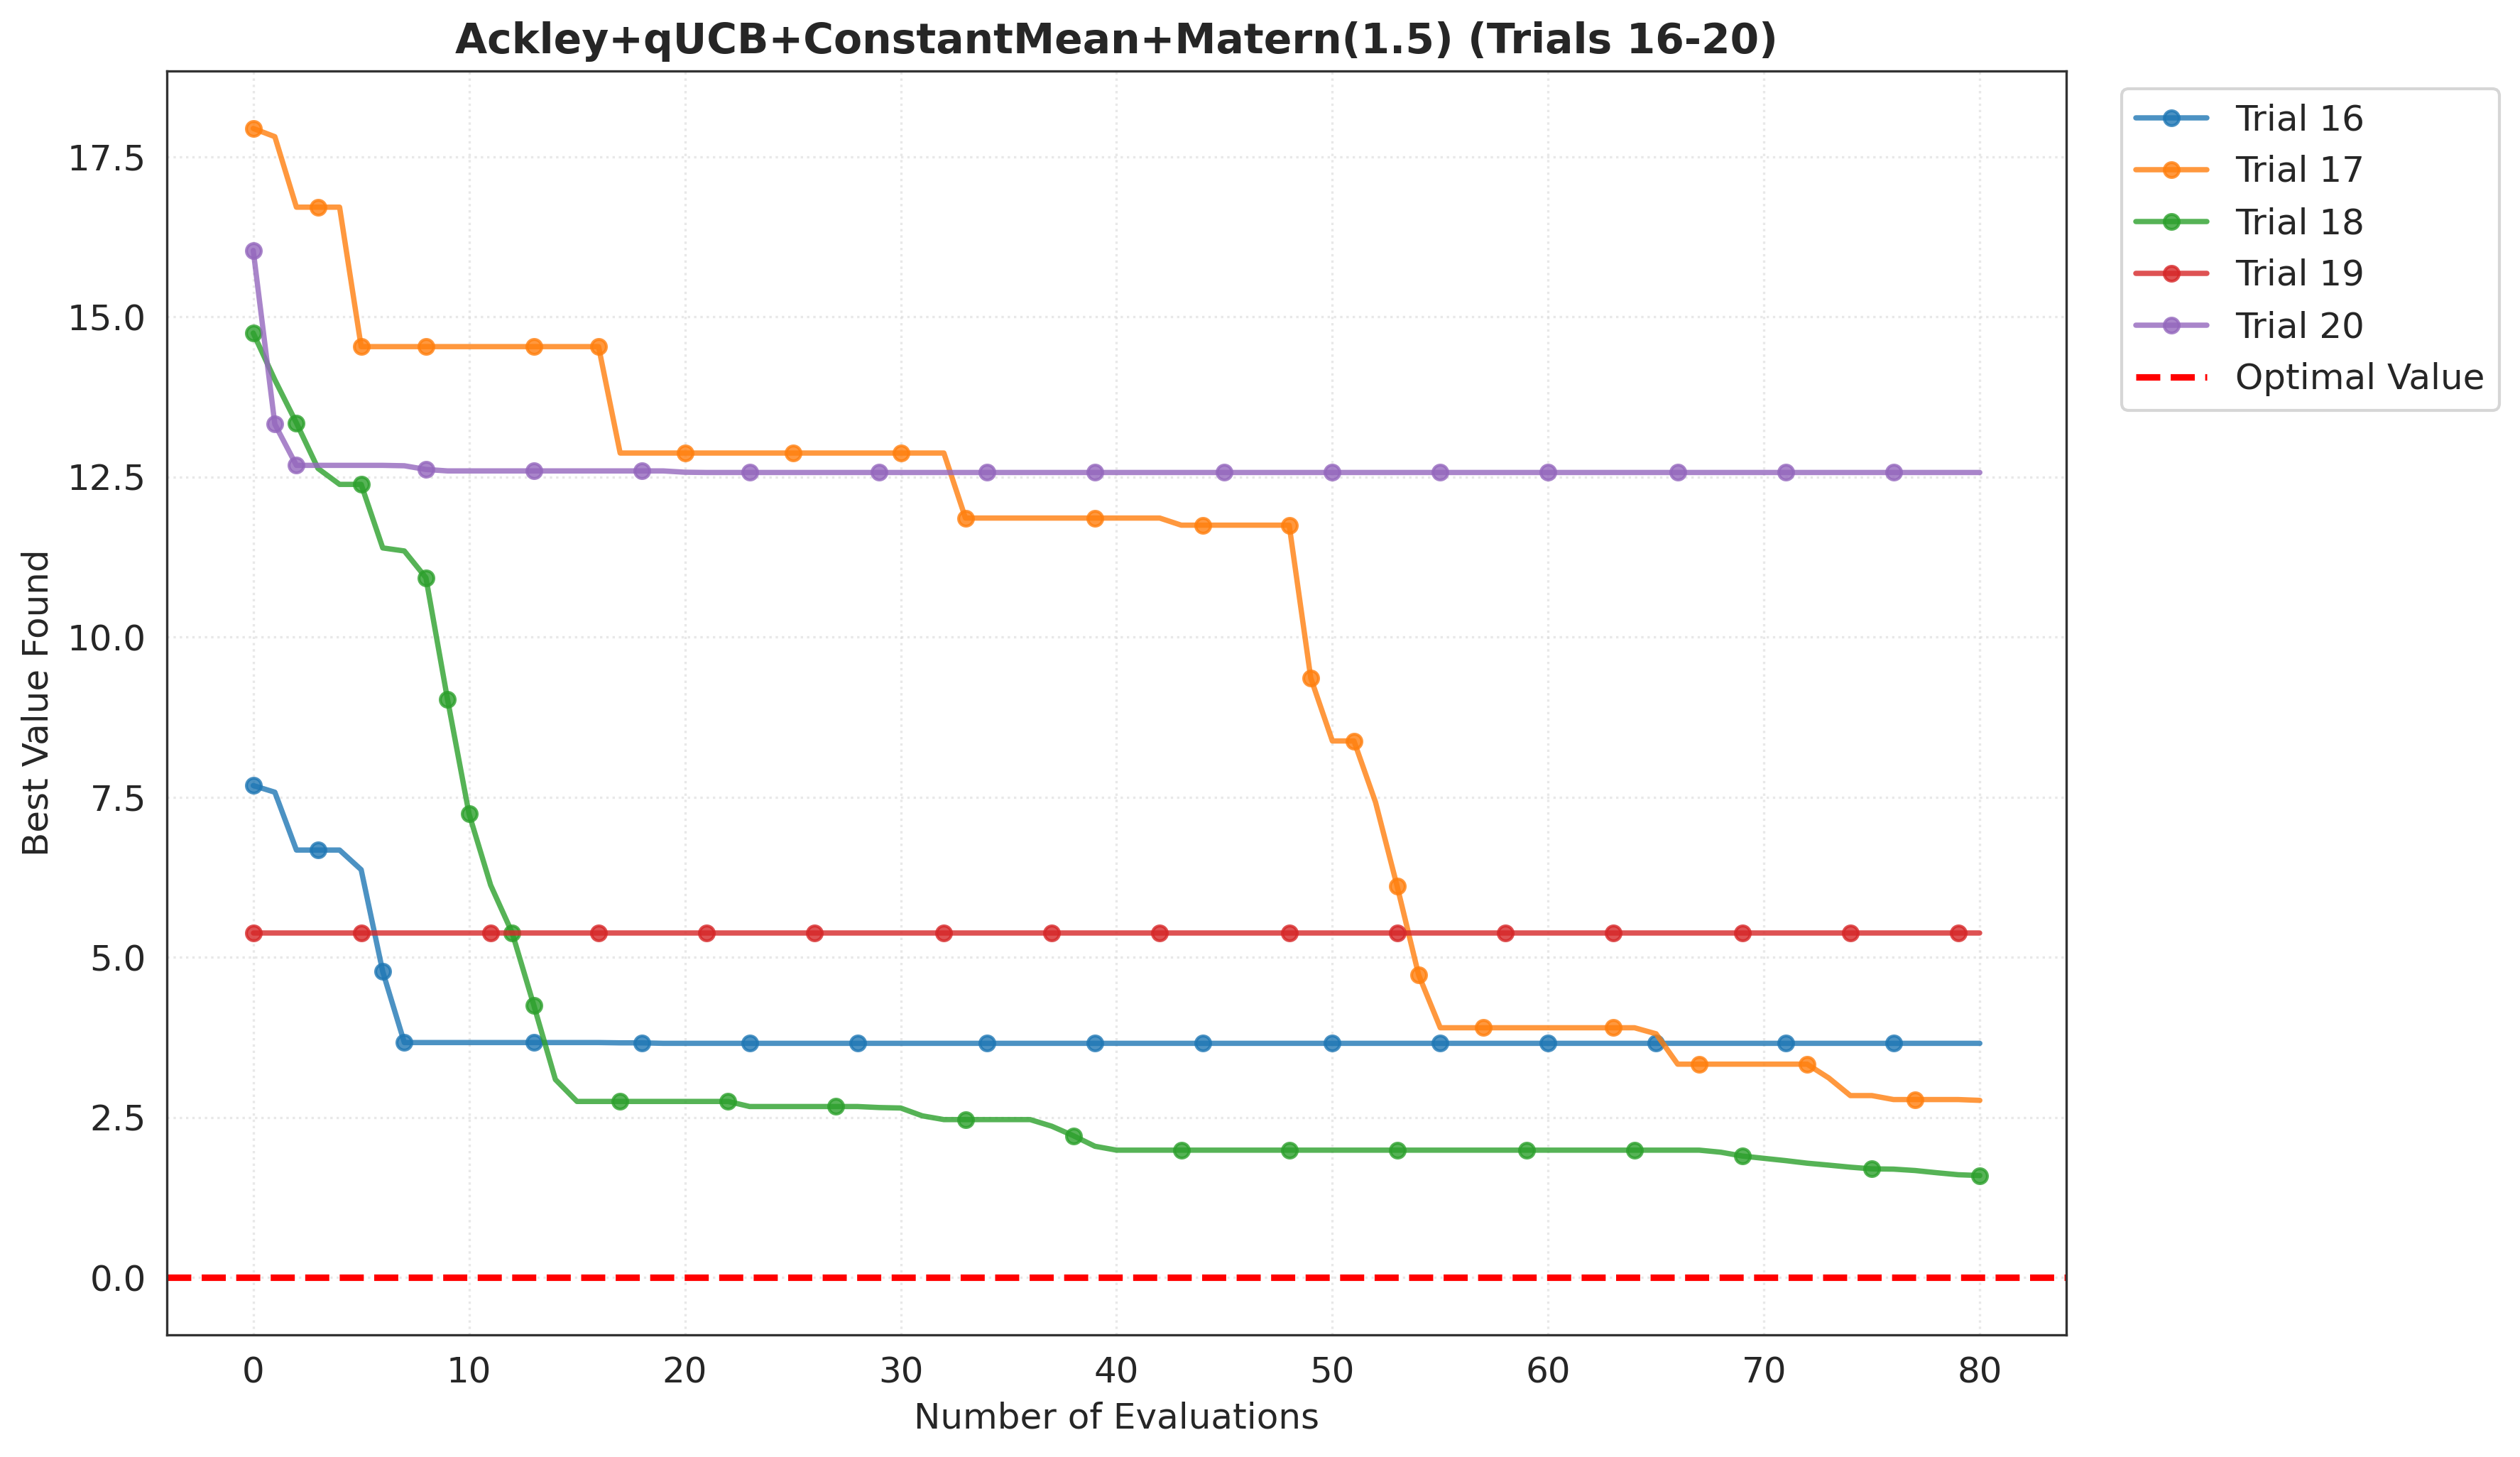 Ackley+qUCB+ConstantMean+Matern(1.5) (Trials 16-20)
Best Value Found
17.5
15.0
12.5
10.0
7.5
5.0
2.5
0.0
0 10 20 30 40 50 60 70 80
Number of Evaluations
Trial 16
Trial 17
Trial 18
Trial 19
Trial 20
Optimal Value